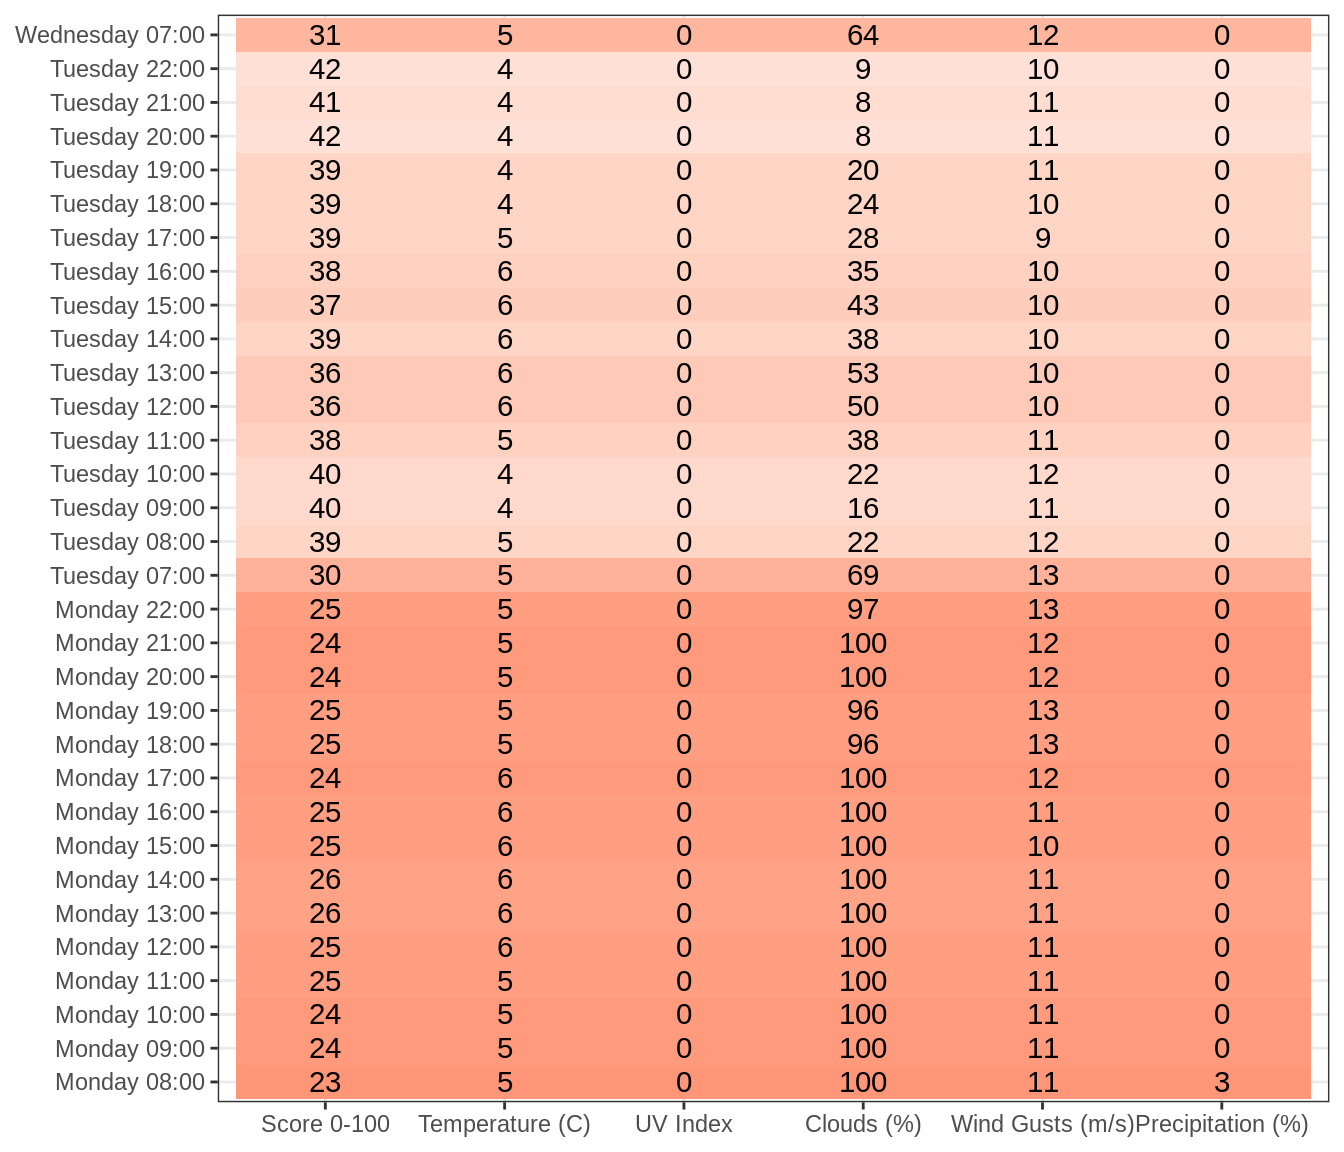 Wednesday 07:00 31 5 0 64 12 0
Tuesday 22:00 42 4 0 9 10 0
Tuesday 21:00 41 4 0 8 11 0
Tuesday 20:00 42 4 0 8 11 0
Tuesday 19:00 39 4 0 20 11 0
Tuesday 18:00 39 4 0 24 10 0
Tuesday 17:00 39 5 0 28 9 0
Tuesday 16:00 38 6 0 35 10 0
Tuesday 15:00 37 6 0 43 10 0
Tuesday 14:00 39 6 0 38 10 0
Tuesday 13:00 36 6 0 53 10 0
Tuesday 12:00 36 6 0 50 10 0
Tuesday 11:00 38 5 0 38 11 0
Tuesday 10:00 40 4 0 22 12 0
Tuesday 09:00 40 4 0 16 11 0
Tuesday 08:00 39 5 0 22 12 0
Tuesday 07:00 30 5 0 69 13 0
Monday 22:00 25 5 0 97 13 0
Monday 21:00 24 5 0 100 12 0
Monday 20:00 24 5 0 100 12 0
Monday 19:00 25 5 0 96 13 0
Monday 18:00 25 5 0 96 13 0
Monday 17:00 24 6 0 100 12 0
Monday 16:00 25 6 0 100 11 0
Monday 15:00 25 6 0 100 10 0
Monday 14:00 26 6 0 100 11 0
Monday 13:00 26 6 0 100 11 0
Monday 12:00 25 6 0 100 11 0
Monday 11:00 25 5 0 100 11 0
Monday 10:00 24 5 0 100 11 0
Monday 09:00 24 5 0 100 11 0
Monday 08:00 23 5 0 100 11 3
Score 0-100 Temperature (C) UV Index Clouds (%) Wind Gusts (m/s) Precipitation (%)